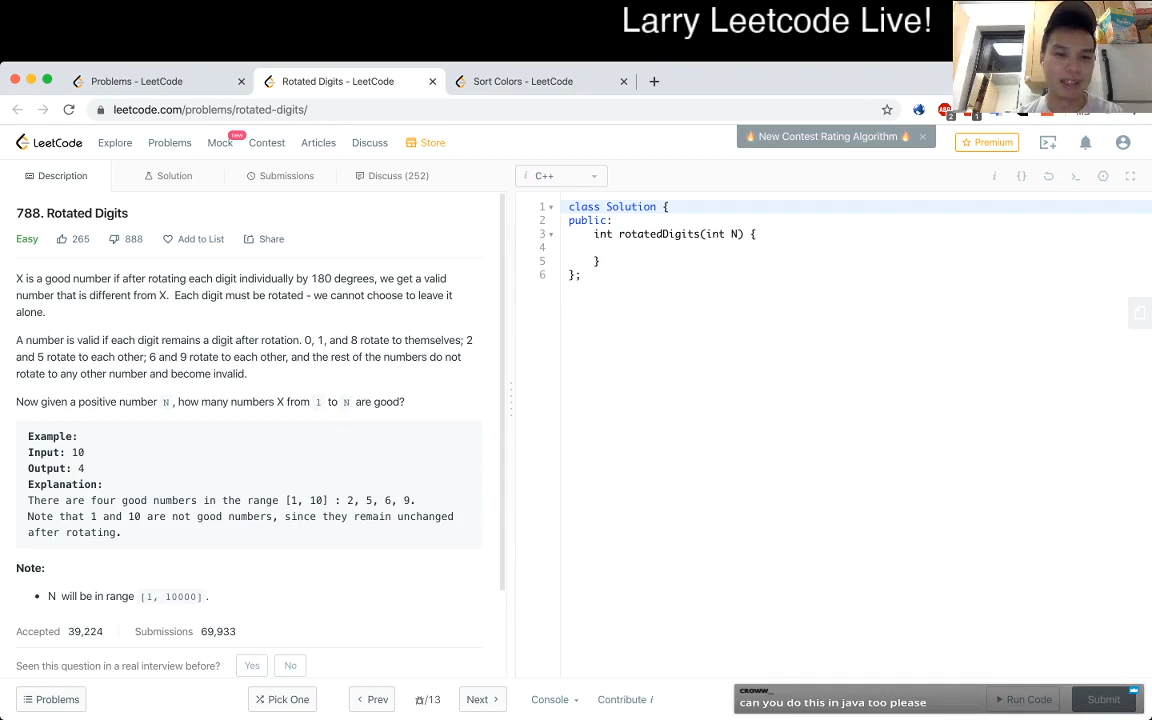 Larry Leetcode Live!
Problems - LeetCode
Rotated Digits - LeetCode
Sort Colors - LeetCode
leetcode.com/problems/rotated-digits/
LeetCode
Explore
Problems
Mock
new
Contest
Articles
Discuss
Store
🔥 New Contest Rating Algorithm 🔥
Premium
Description
Solution
Submissions
Discuss (252)
i C++
788. Rotated Digits
Easy 265 888 Add to List Share
X is a good number if after rotating each digit individually by 180 degrees, we get a valid
number that is different from X. Each digit must be rotated - we cannot choose to leave it
alone.
A number is valid if each digit remains a digit after rotation. 0, 1, and 8 rotate to themselves; 2
and 5 rotate to each other; 6 and 9 rotate to each other, and the rest of the numbers do not
rotate to any other number and become invalid.
Now given a positive number N, how many numbers X from 1 to N are good?
Example:
Input: 10
Output: 4
Explanation:
There are four good numbers in the range [1, 10] : 2, 5, 6, 9.
Note that 1 and 10 are not good numbers, since they remain unchanged
after rotating.
Note:
• N will be in range [1, 10000].
Accepted 39,224 Submissions 69,933
Seen this question in a real interview before? Yes No
1 class Solution {
2 public:
3 int rotatedDigits(int N) {
4
5 }
6 };
Problems
Pick One
Prev
/13
Next
Console
Contribute i
Run Code
Submit
CROWW_
can you do this in java too please